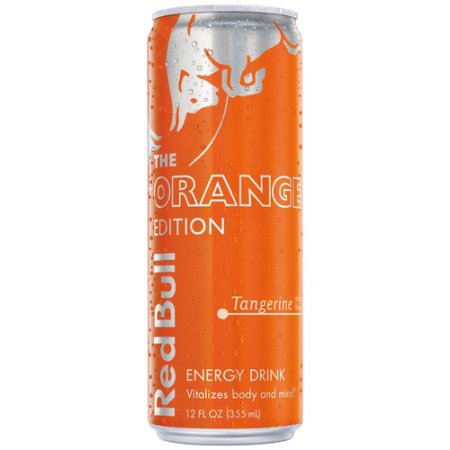 THE
ORANGE
EDITION
Red Bull
Tangerine
ENERGY DRINK
Vitalizes body and mind.
12 FL OZ (355 mL)